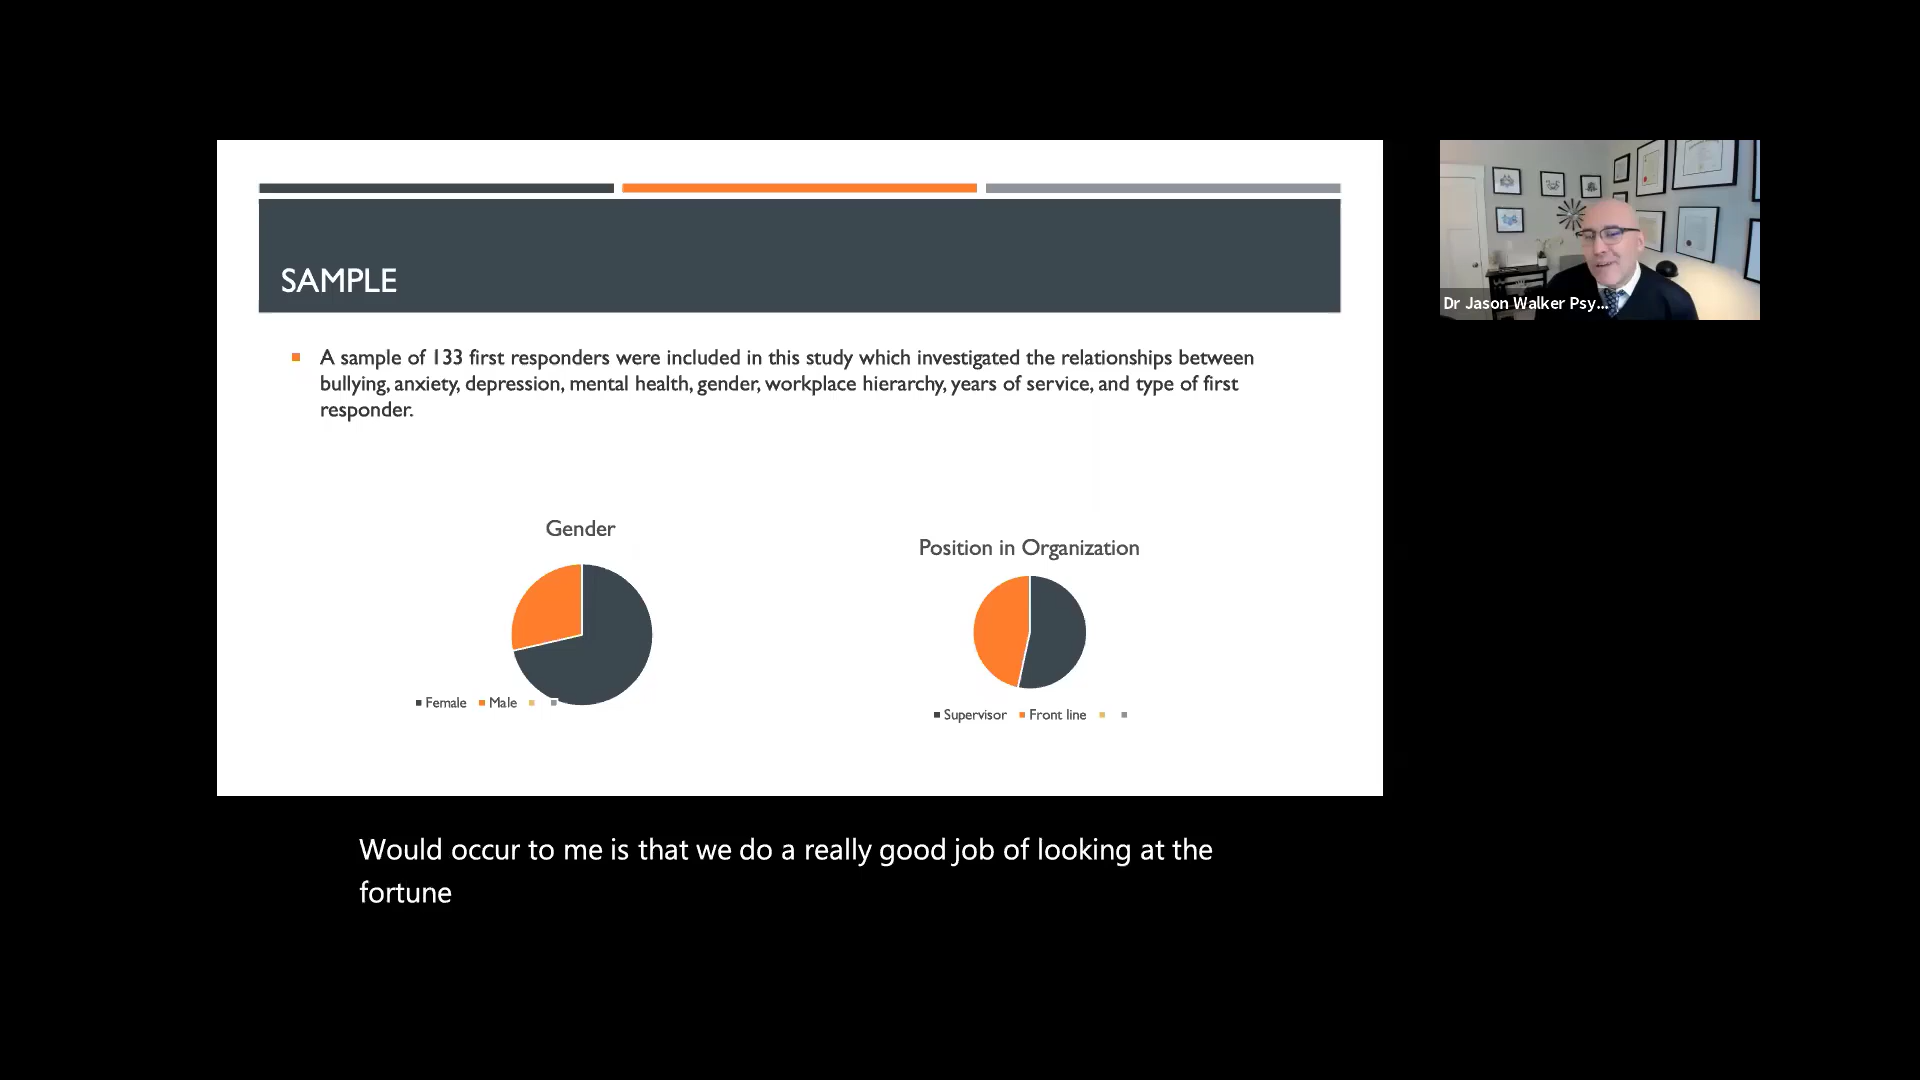 SAMPLE
A sample of 133 first responders were included in this study which investigated the relationships between
bullying, anxiety, depression, mental health, gender, workplace hierarchy, years of service, and type of first
responder.
Gender
Female Male
Position in Organization
Supervisor Front line
Dr Jason Walker Psy...
Would occur to me is that we do a really good job of looking at the
fortune